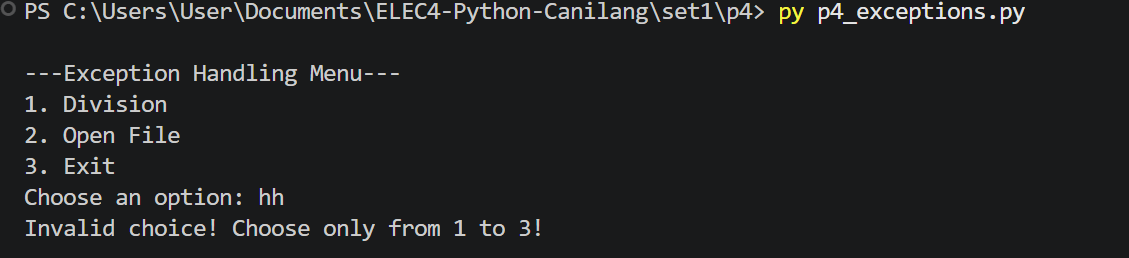 PS C:\Users\User\Documents\ELEC4-Python-Canilang\set1\p4> py p4_exceptions.py
---Exception Handling Menu---
1. Division
2. Open File
3. Exit
Choose an option: hh
Invalid choice! Choose only from 1 to 3!